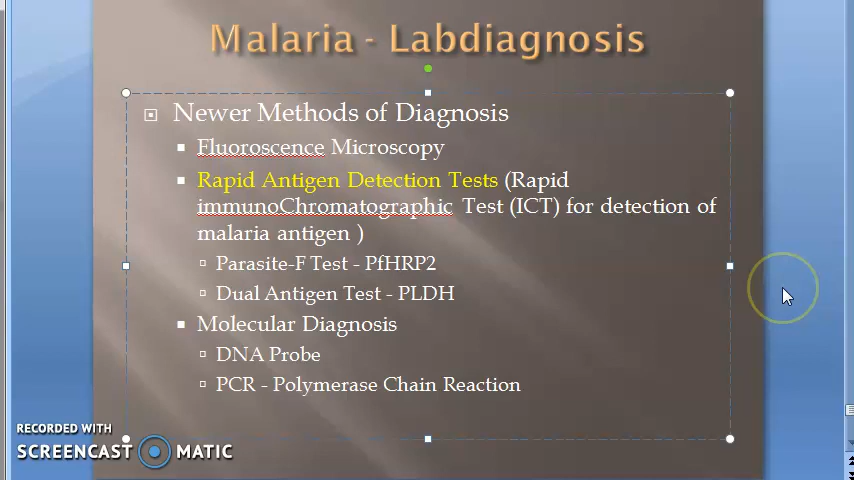 Malaria - Labdiagnosis
Newer Methods of Diagnosis
Fluoroscence Microscopy
Rapid Antigen Detection Tests (Rapid
immunoChromatographic Test (ICT) for detection of
malaria antigen )
Parasite-F Test - PfHRP2
Dual Antigen Test - PLDH
Molecular Diagnosis
DNA Probe
PCR - Polymerase Chain Reaction
RECORDED WITH
SCREENCAST MATIC